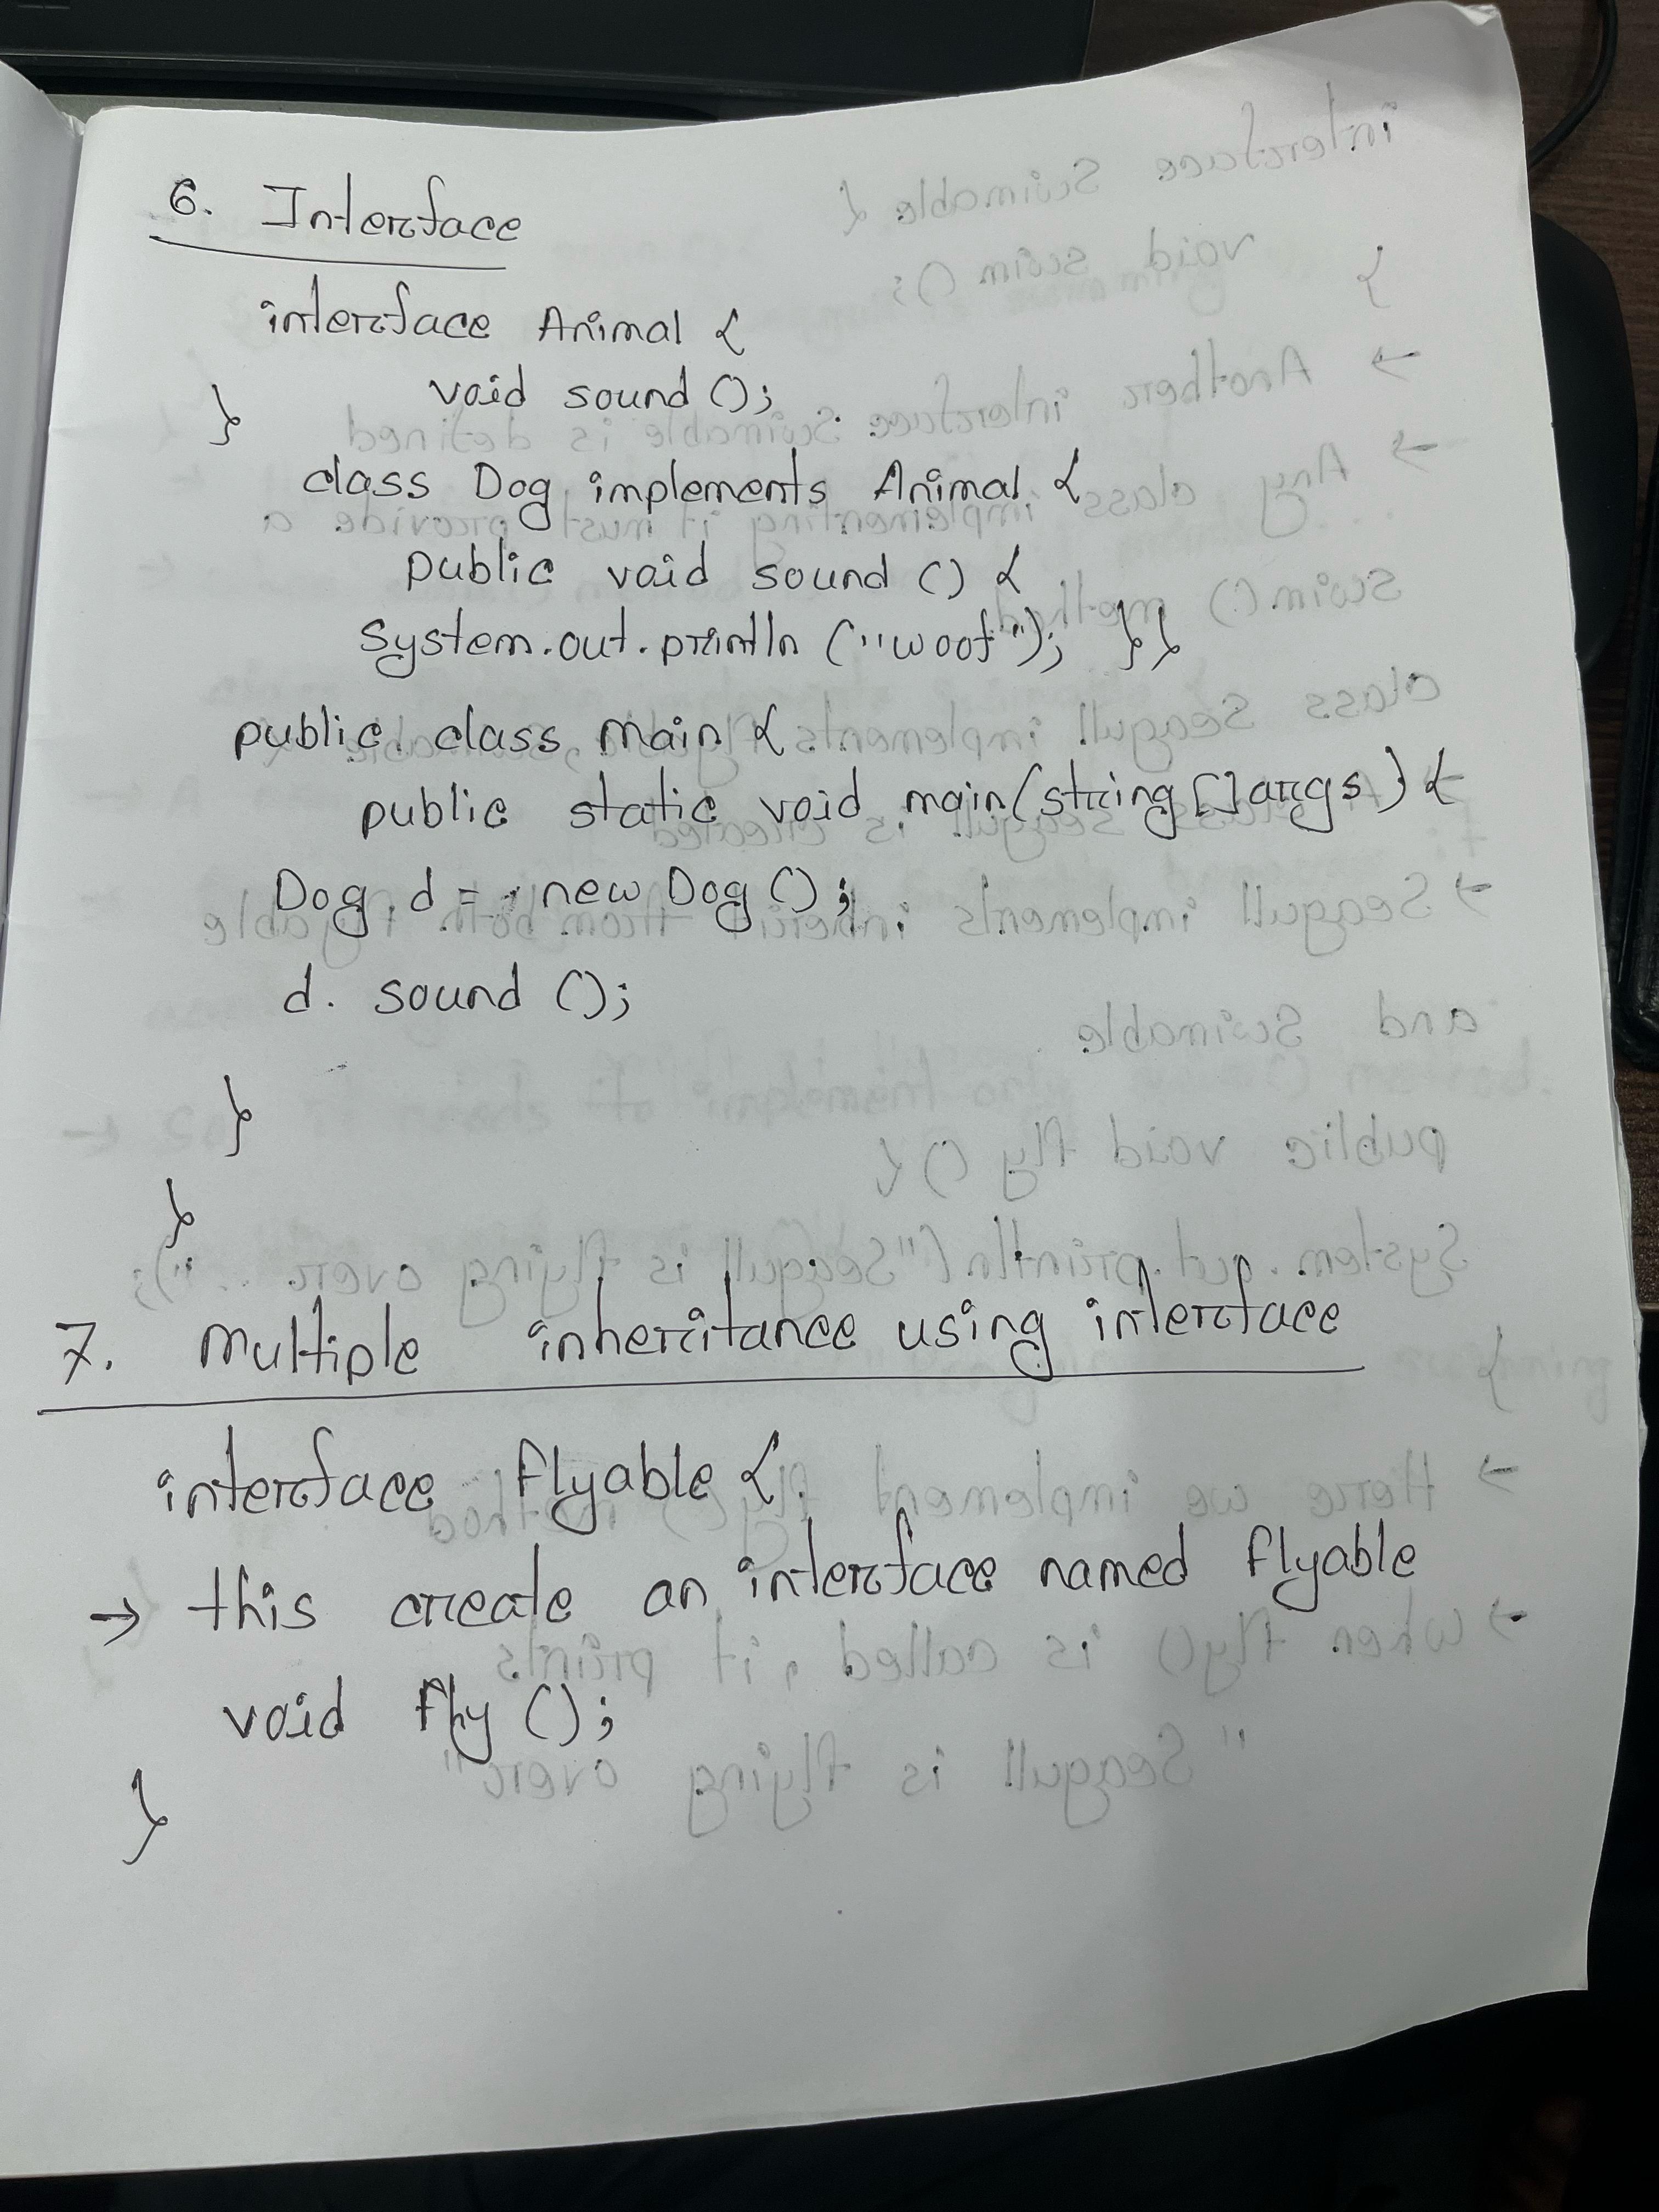 6. Interface
interface Animal {
void sound ();
}
class Dog implements Animal {
public void sound () {
System.out.println ("woof"); }}
public class main {
public static void main(string []args) {
Dog d = new Dog ();
d. sound ();
}
}
7. Multiple inheritance using interface
interface flyable {
→ this create an interface named flyable
void fly ();
}